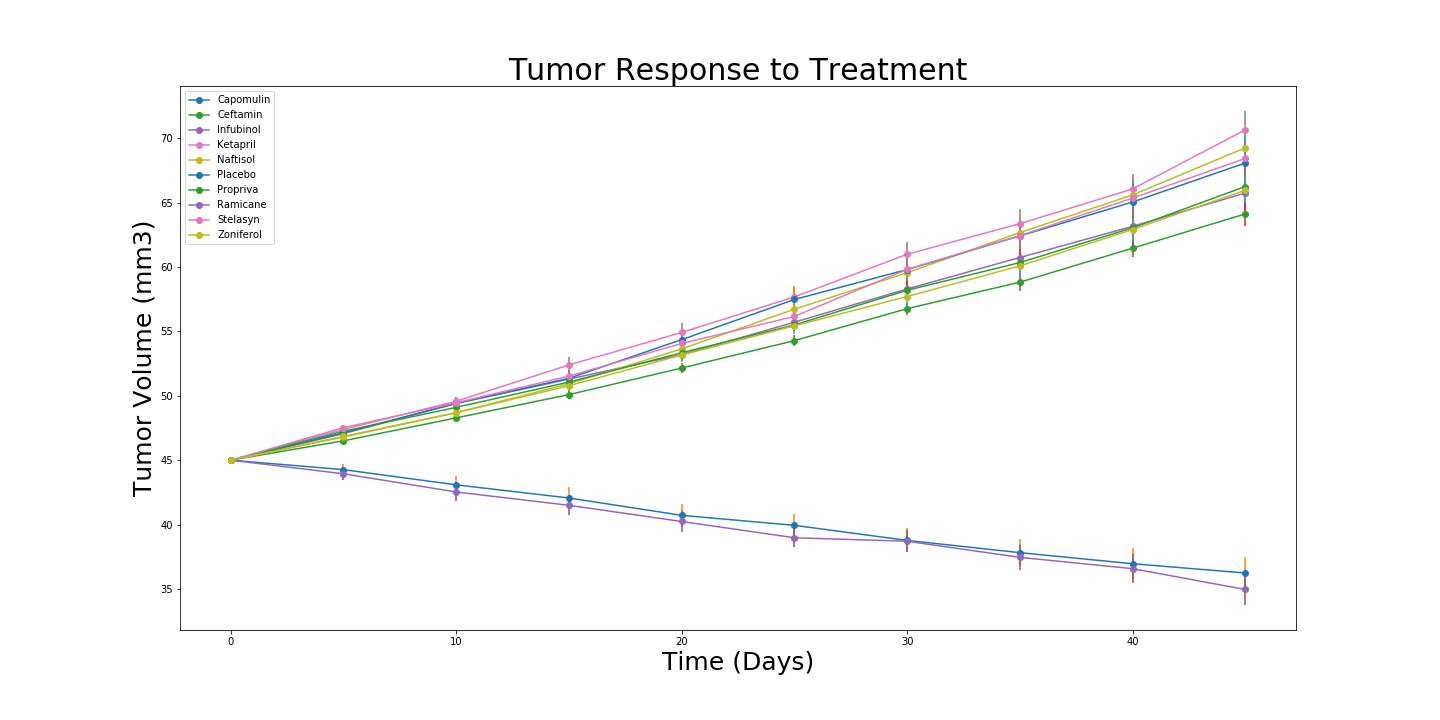 Tumor Response to Treatment
Capomulin
Ceftamin
Infubinol
Ketapril
Naftisol
Placebo
Propriva
Ramicane
Stelasyn
Zoniferol
Tumor Volume (mm3)
70
65
60
55
50
45
40
35
0 10 20 30 40
Time (Days)